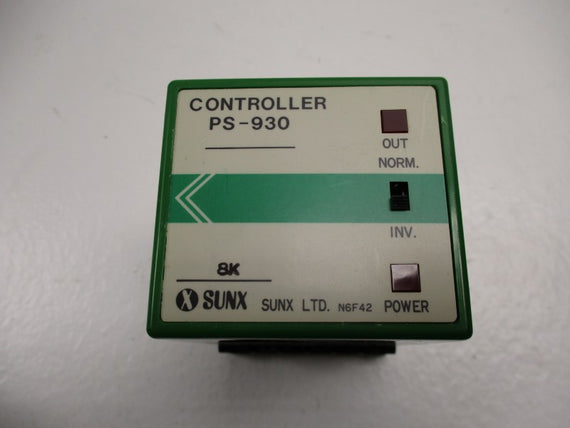 CONTROLLER
PS-930
OUT
NORM.
INV.
8K
SUNX SUNX LTD. N6F42 POWER